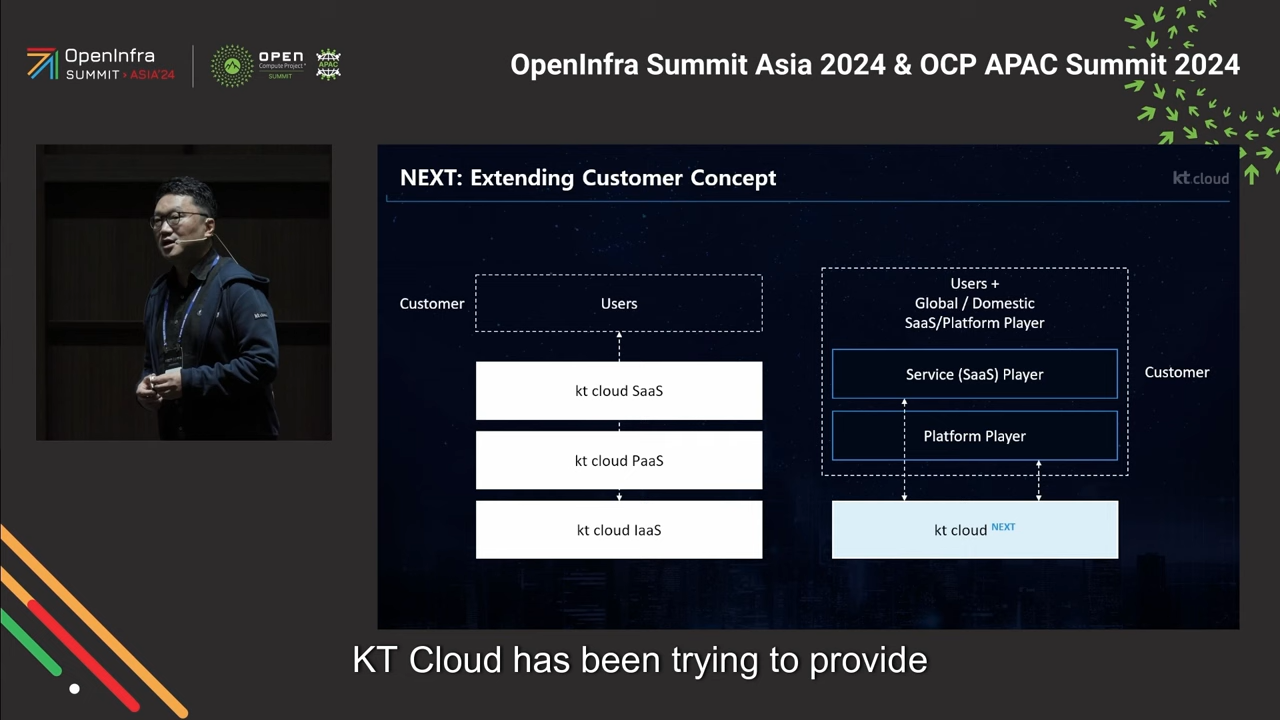 OpenInfra
SUMMIT ASIA'24
OPEN
Compute Project®
SUMMIT
APAC
OpenInfra Summit Asia 2024 & OCP APAC Summit 2024
NEXT: Extending Customer Concept
kt cloud
Customer
Users
kt cloud SaaS
kt cloud PaaS
kt cloud IaaS
Users +
Global / Domestic
SaaS/Platform Player
Service (SaaS) Player
Platform Player
Customer
kt cloud NEXT
KT Cloud has been trying to provide